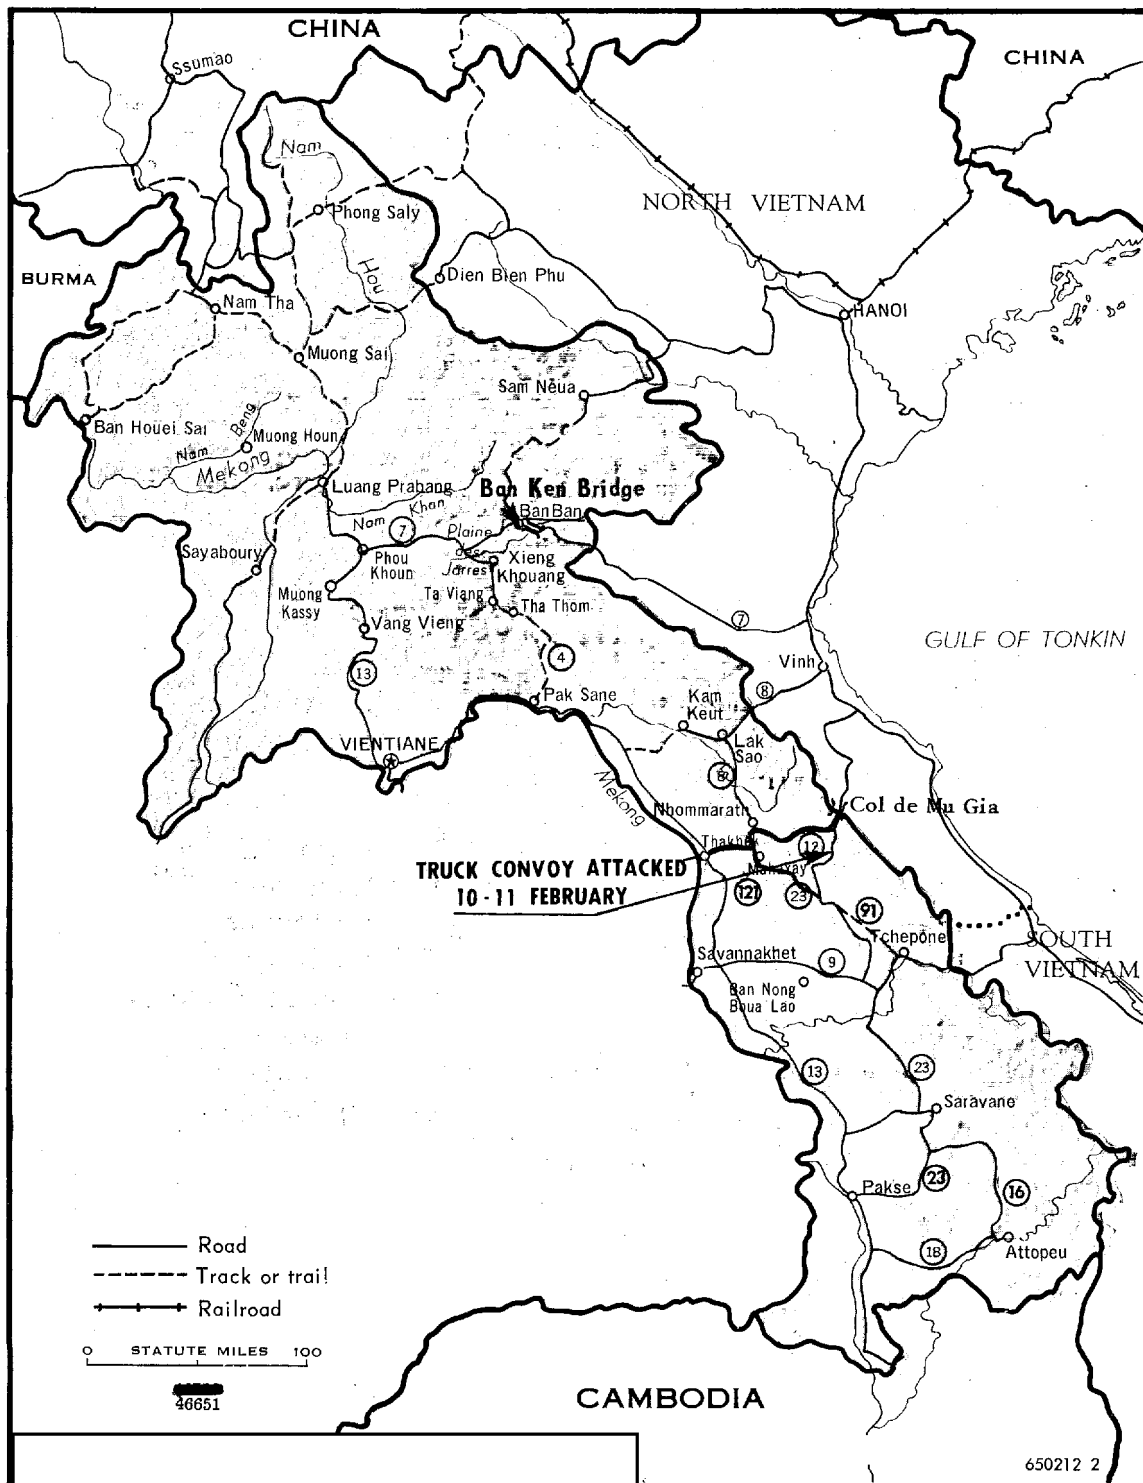 CHINA
CHINA
Ssumao
Nam
NORTH VIETNAM
Phong Saly
Hou
BURMA
Dien Bien Phu
Nam Tha
HANOI
Muong Sai
Sam Neua
Ban Houei Sai
Nam Beng
Muong Houn
Mekong
Luang Prabang
Ban Ken Bridge
Nam Khan
Ban Ban
7
Plaine des Jarres
Sayaboury
Phou Khoun
Xieng Khouang
Muong Kassy
Ta Viang
Tha Thom
7
Vang Vieng
GULF OF TONKIN
4
Vinh
13
8
Pak Sane
Kam Keut
VIENTIANE
Lak Sao
8
Mekong
Nhommarath
Col de Mu Gia
Thakhek
12
TRUCK CONVOY ATTACKED
10-11 FEBRUARY
Mahaxay
121
23
91
Tchepone
SOUTH VIETNAM
Savannakhet
9
Ban Nong Boua Lao
13
23
Saravane
Pakse
23
16
18
Attopeu
Road
Track or trail
Railroad
0 STATUTE MILES 100
46651
CAMBODIA
650212 2